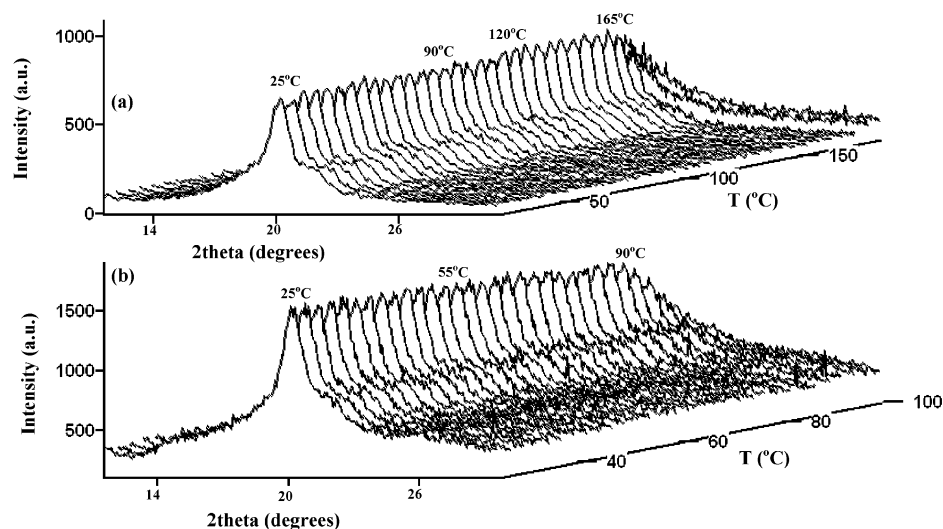 1000
165°C
120°C
90°C
25°C
(a)
Intensity (a.u.)
500
0
50
100
150
T (°C)
14
20
26
2theta (degrees)
(b)
90°C
55°C
25°C
1500
Intensity (a.u.)
1000
500
40
60
80
100
T (°C)
14
20
26
2theta (degrees)